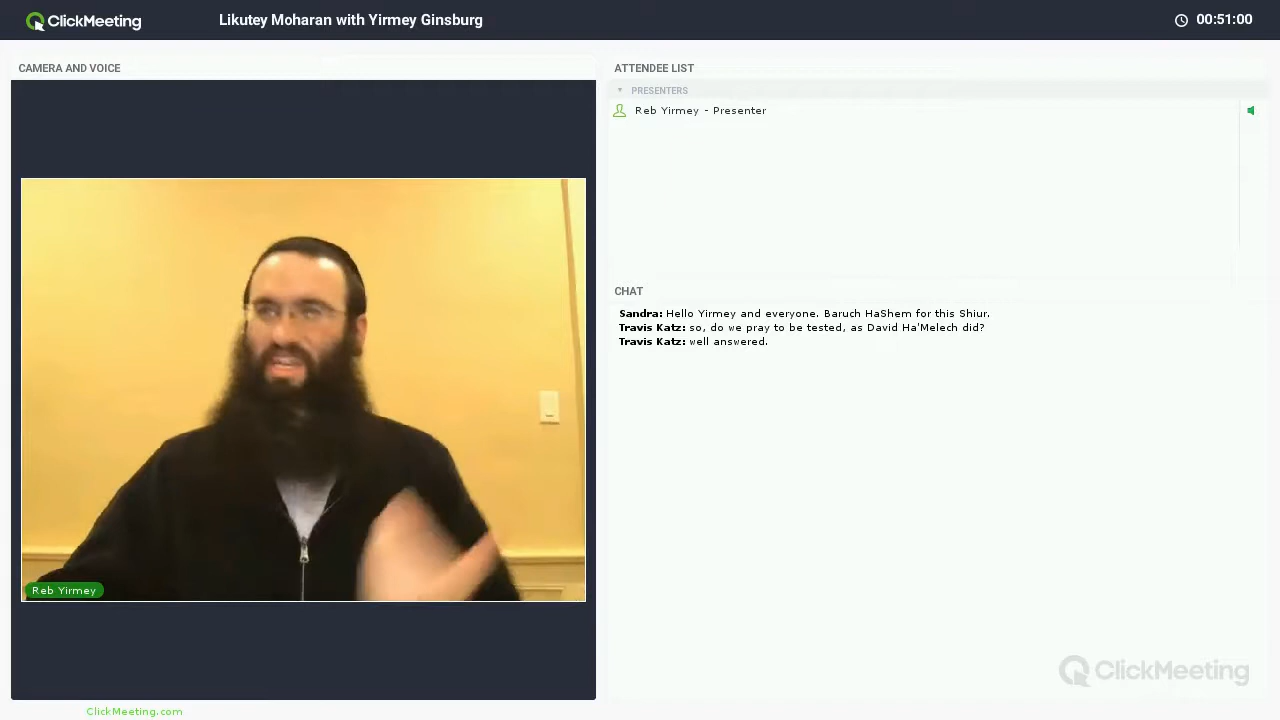 ClickMeeting
Likutey Moharan with Yirmey Ginsburg
00:51:00
CAMERA AND VOICE
Reb Yirmey
ClickMeeting.com
ATTENDEE LIST
PRESENTERS
Reb Yirmey - Presenter
CHAT
Sandra: Hello Yirmey and everyone. Baruch HaShem for this Shiur.
Travis Katz: so, do we pray to be tested, as David Ha'Melech did?
Travis Katz: well answered.
ClickMeeting